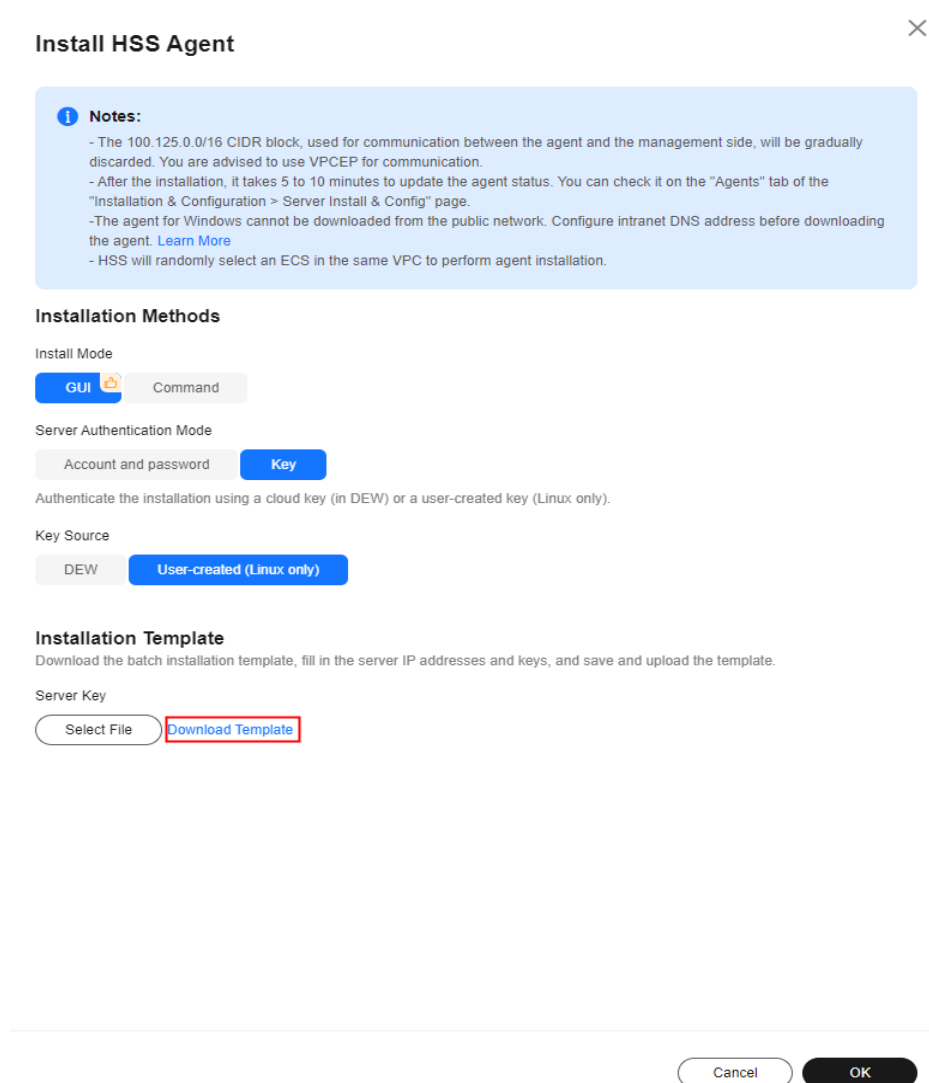 Install HSS Agent
Notes:
- The 100.125.0.0/16 CIDR block, used for communication between the agent and the management side, will be gradually
discarded. You are advised to use VPCEP for communication.
- After the installation, it takes 5 to 10 minutes to update the agent status. You can check it on the "Agents" tab of the
"Installation & Configuration > Server Install & Config" page.
-The agent for Windows cannot be downloaded from the public network. Configure intranet DNS address before downloading
the agent. Learn More
- HSS will randomly select an ECS in the same VPC to perform agent installation.
Installation Methods
Install Mode
GUI Command
Server Authentication Mode
Account and password Key
Authenticate the installation using a cloud key (in DEW) or a user-created key (Linux only).
Key Source
DEW User-created (Linux only)
Installation Template
Download the batch installation template, fill in the server IP addresses and keys, and save and upload the template.
Server Key
Select File Download Template
Cancel OK